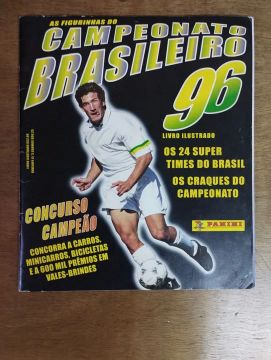 AS FIGURINHAS DO
CAMPEONATO
BRASILEIRO
96
LIVRO ILUSTRADO
OS 24 SUPER
TIMES DO BRASIL
OS CRAQUES DO
CAMPEONATO
CONCURSO
CAMPEÃO
CONCORRA A CARROS,
MINICARROS, BICICLETAS
E A 600 MIL PRÊMIOS EM
VALES-BRINDES
PANINI